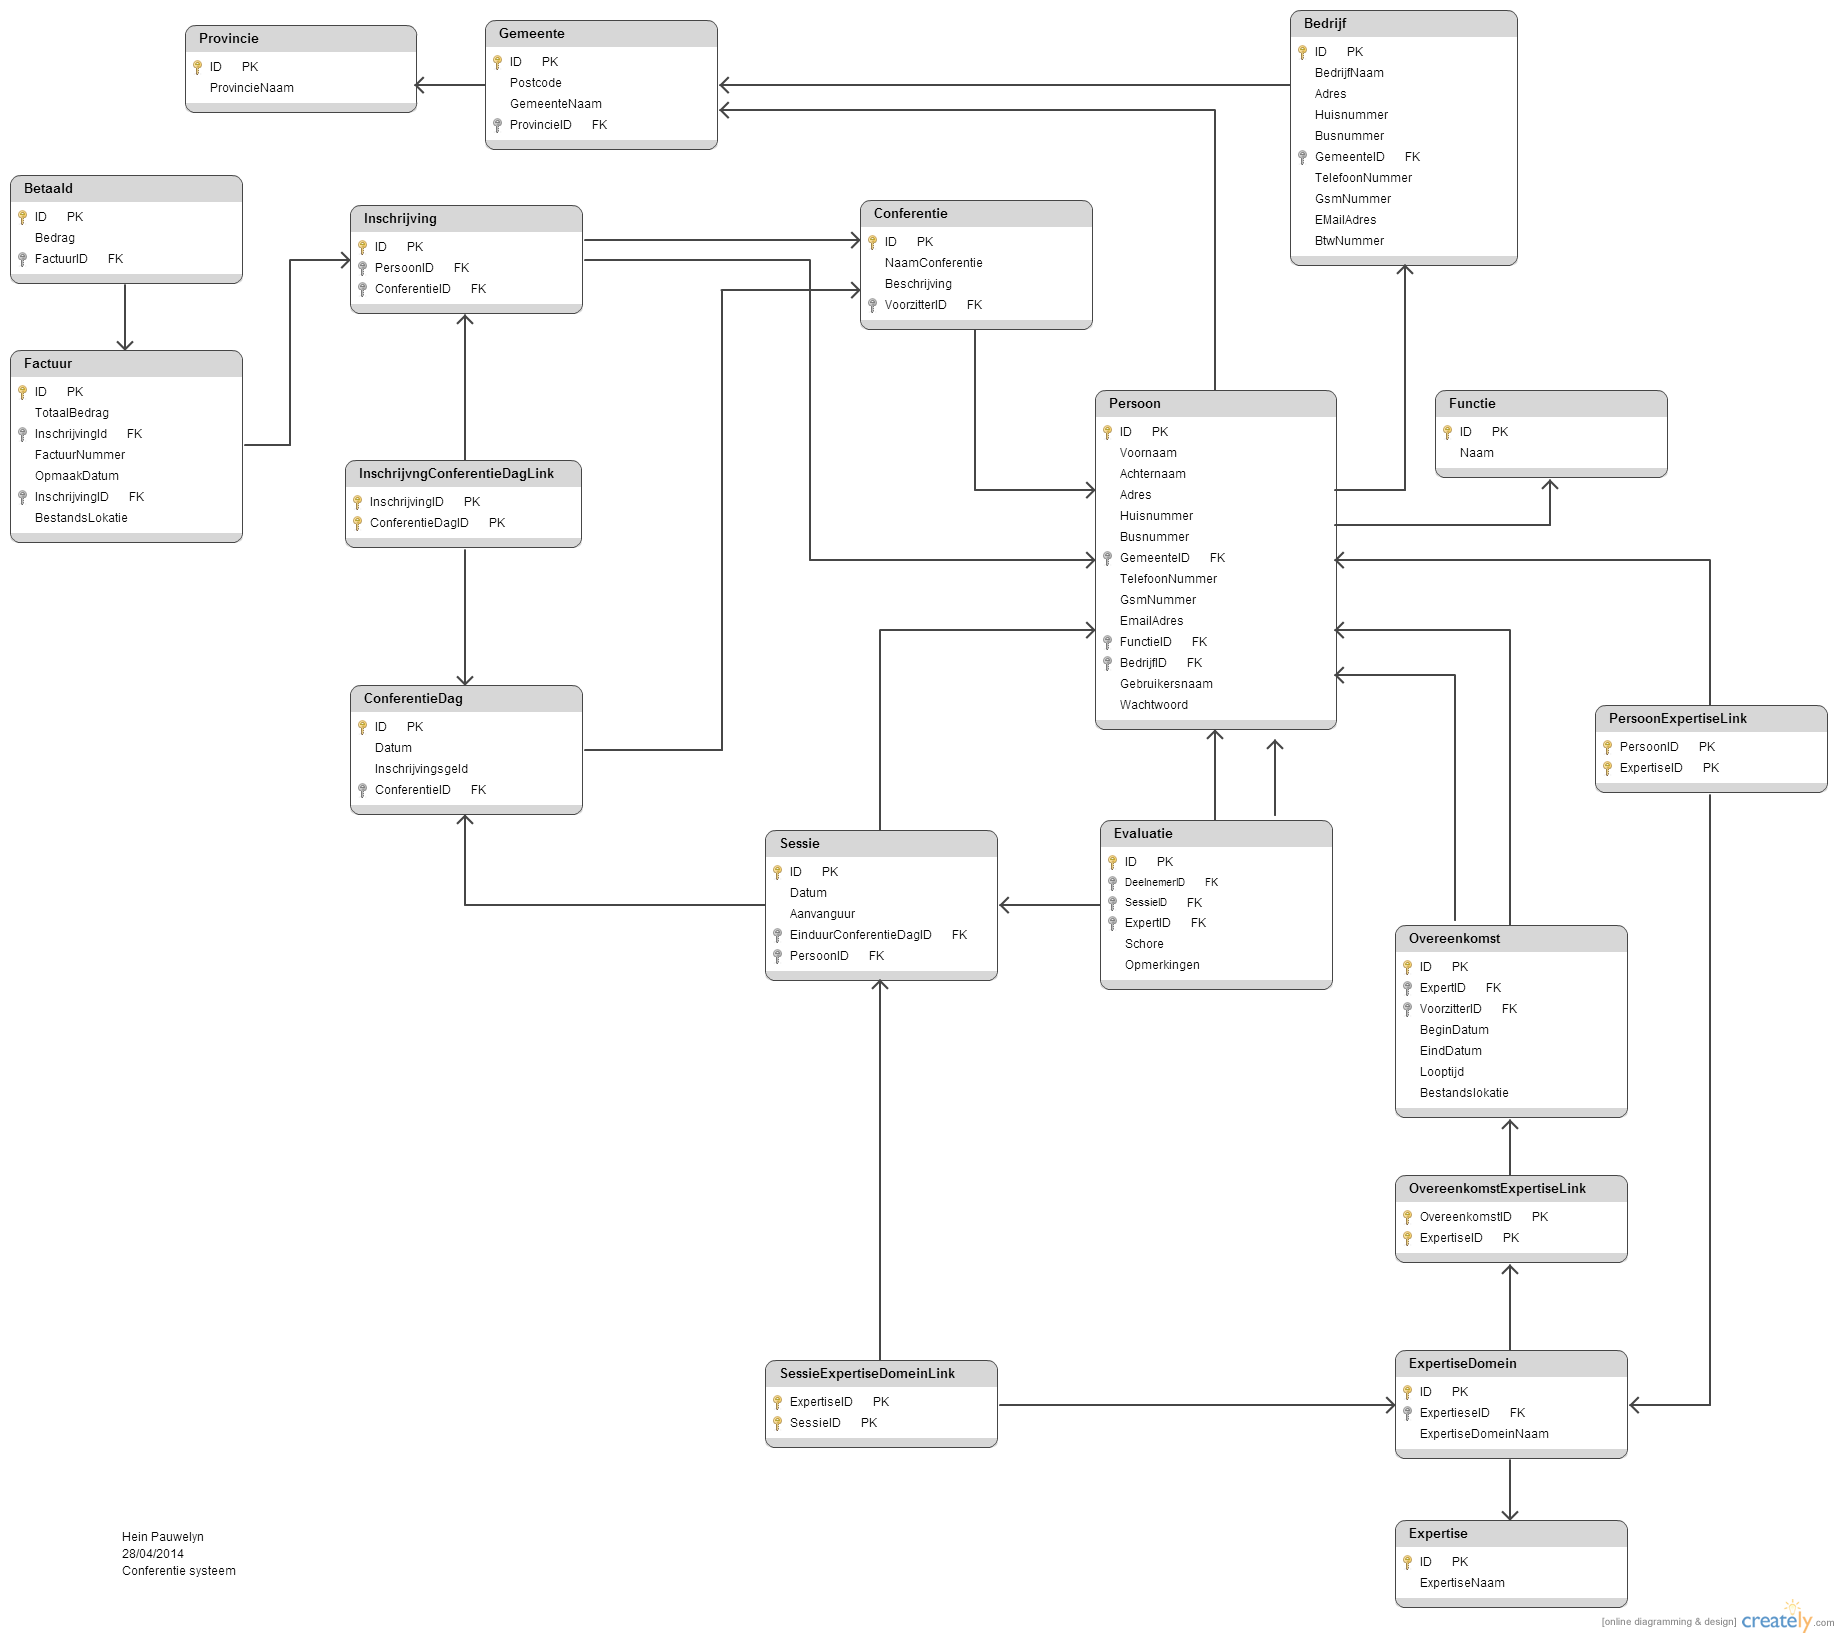 Provincie
ID PK
ProvincieNaam
Gemeente
ID PK
Postcode
GemeenteNaam
ProvincieID FK
Bedrijf
ID PK
BedrijfNaam
Adres
Huisnummer
Busnummer
GemeenteID FK
TelefoonNummer
GsmNummer
EMailAdres
BtwNummer
Betaald
ID PK
Bedrag
FactuurID FK
Inschrijving
ID PK
PersoonID FK
ConferentieID FK
Conferentie
ID PK
NaamConferentie
Beschrijving
VoorzitterID FK
Factuur
ID PK
TotaalBedrag
InschrijvingId FK
FactuurNummer
OpmaakDatum
InschrijvingID FK
BestandsLokatie
InschrijvngConferentieDagLink
InschrijvingID PK
ConferentieDagID PK
Persoon
ID PK
Voornaam
Achternaam
Adres
Huisnummer
Busnummer
GemeenteID FK
TelefoonNummer
GsmNummer
EmailAdres
FunctieID FK
BedrijfID FK
Gebruikersnaam
Wachtwoord
Functie
ID PK
Naam
ConferentieDag
ID PK
Datum
Inschrijvingsgeld
ConferentieID FK
PersoonExpertiseLink
PersoonID PK
ExpertiseID PK
Sessie
ID PK
Datum
Aanvanguur
EinduurConferentieDagID FK
PersoonID FK
Evaluatie
ID PK
DeelnemerID FK
SessieID FK
ExpertID FK
Schore
Opmerkingen
Overeenkomst
ID PK
ExpertID FK
VoorzitterID FK
BeginDatum
EindDatum
Looptijd
Bestandslokatie
OvereenkomstExpertiseLink
OvereenkomstID PK
ExpertiseID PK
SessieExpertiseDomeinLink
ExpertiseID PK
SessieID PK
ExpertiseDomein
ID PK
ExpertieseID FK
ExpertiseDomeinNaam
Expertise
ID PK
ExpertiseNaam
Hein Pauwelyn
28/04/2014
Conferentie systeem
[online diagramming & design] creately.com